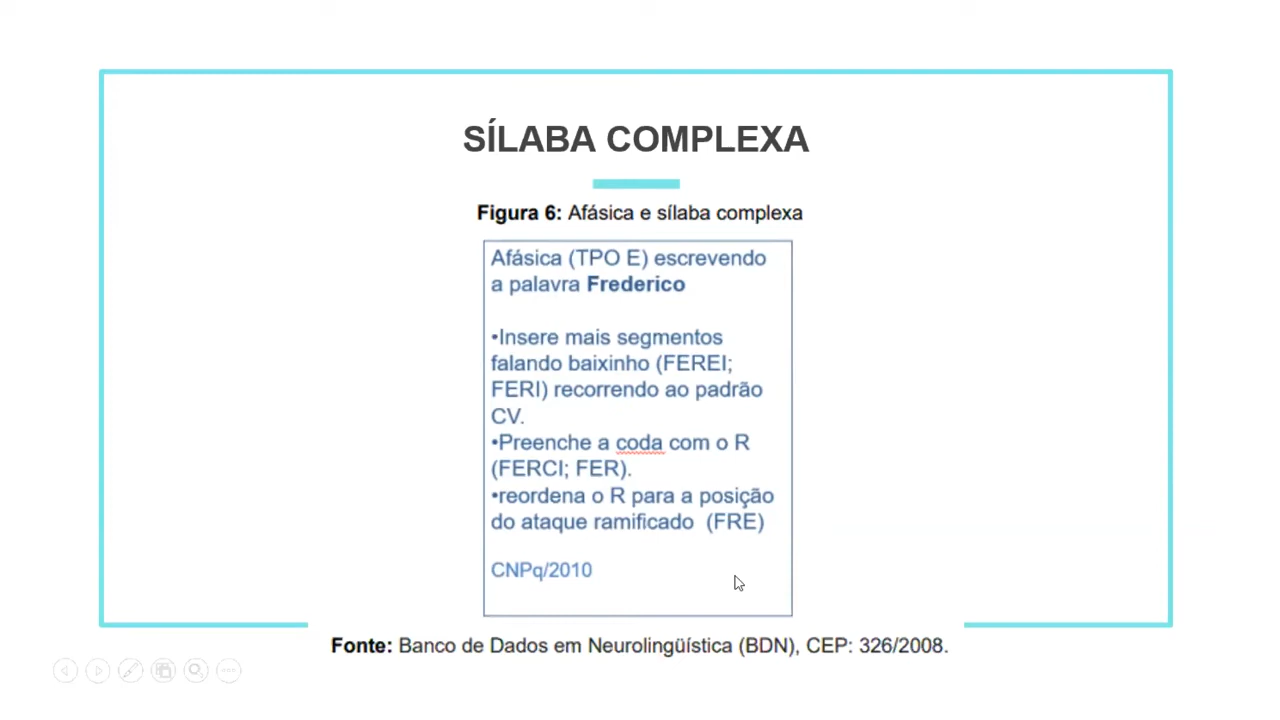 SÍLABA COMPLEXA
Figura 6: Afásica e sílaba complexa
Afásica (TPO E) escrevendo
a palavra Frederico
•Insere mais segmentos
falando baixinho (FEREI;
FERI) recorrendo ao padrão
CV.
•Preenche a coda com o R
(FERCI; FER).
•reordena o R para a posição
do ataque ramificado (FRE)
CNPq/2010
Fonte: Banco de Dados em Neurolingüística (BDN), CEP: 326/2008.